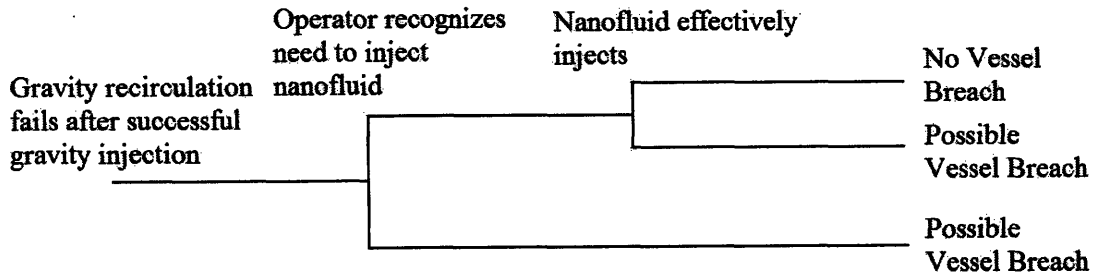 Gravity recirculation
fails after successful
gravity injection
Operator recognizes
need to inject
nanofluid
Nanofluid effectively
injects
No Vessel
Breach
Possible
Vessel Breach
Possible
Vessel Breach